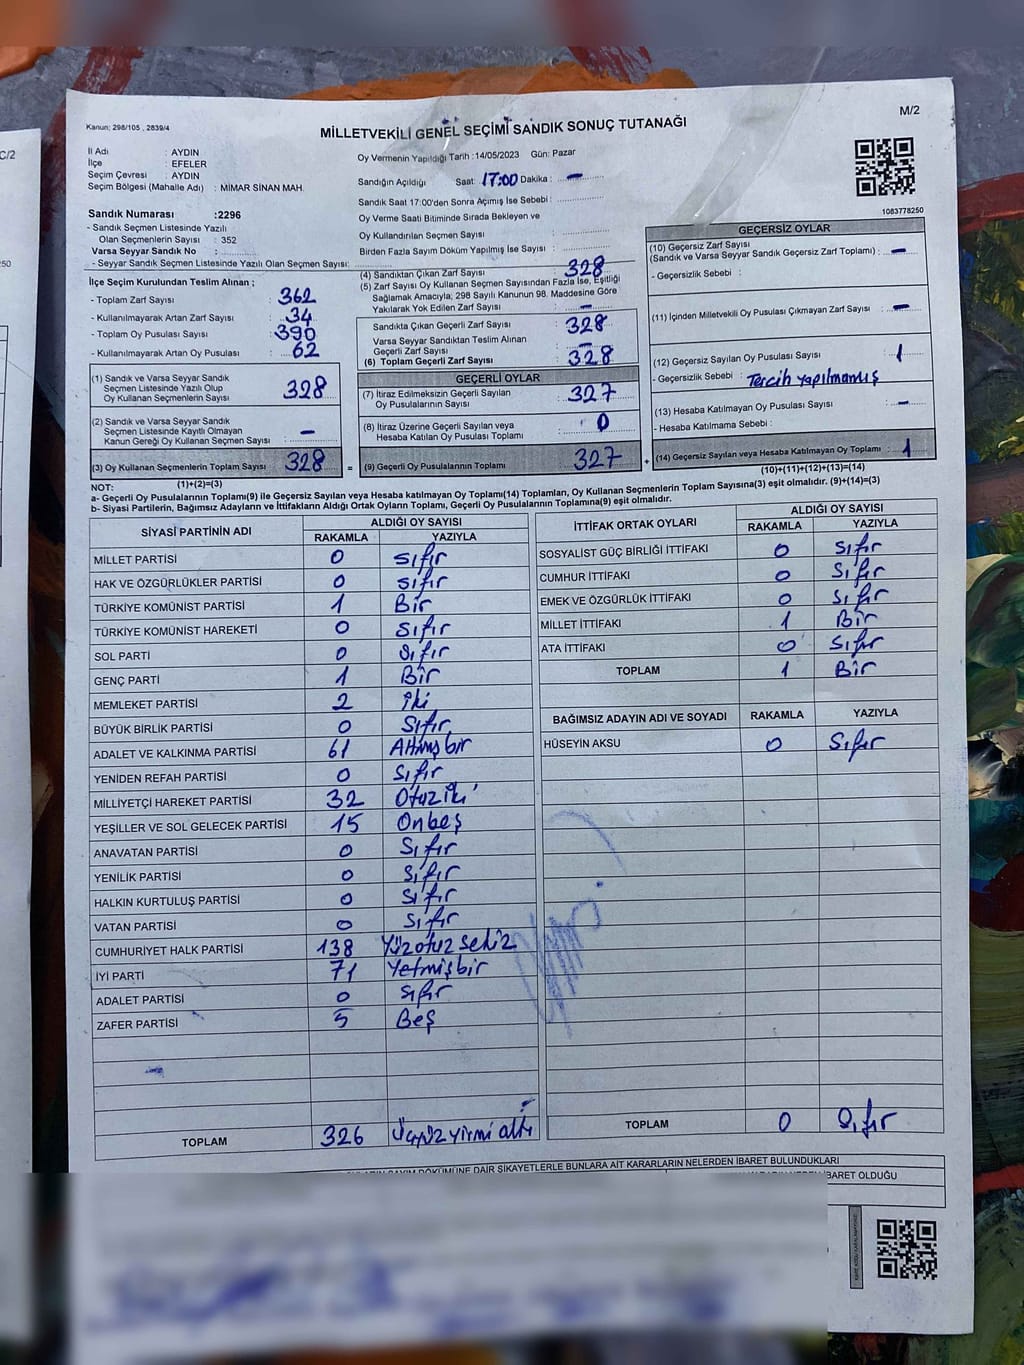 M/2
Kanun; 298/105 , 2839/4
MİLLETVEKİLİ GENEL SEÇİMİ SANDIK SONUÇ TUTANAĞI
C/2
İl Adı : AYDIN
İlçe : EFELER
Seçim Çevresi : AYDIN
Seçim Bölgesi (Mahalle Adı) : MİMAR SİNAN MAH.
Oy Vermenin Yapıldığı Tarih :14/05/2023 Gün: Pazar
Sandığın Açıldığı Saat: 17:00 Dakika : -
Sandık Saat 17:00'den Sonra Açımış İse Sebebi :
Oy Verme Saati Bitiminde Sırada Bekleyen ve
Oy Kullandırılan Seçmen Sayısı :
Birden Fazla Sayım Döküm Yapılmış İse Sayısı :
1083778250
Sandık Numarası :2296
- Sandık Seçmen Listesinde Yazılı
Olan Seçmenlerin Sayısı : 352
Varsa Seyyar Sandık No :
- Seyyar Sandık Seçmen Listesinde Yazılı Olan Seçmen Sayısı:
50
İlçe Seçim Kurulundan Teslim Alınan ;
- Toplam Zarf Sayısı : 362
- Kullanılmayarak Artan Zarf Sayısı : 34
- Toplam Oy Pusulası Sayısı : 390
- Kullanılmayarak Artan Oy Pusulası : 62
(1) Sandık ve Varsa Seyyar Sandık
Seçmen Listesinde Yazılı Olup
Oy Kullanan Seçmenlerin Sayısı : 328
(2) Sandık ve Varsa Seyyar Sandık
Seçmen Listesinde Kayıtlı Olmayan
Kanun Gereği Oy Kullanan Seçmen Sayısı : -
(3) Oy Kullanan Seçmenlerin Toplam Sayısı : 328 =
(1)+(2)=(3)
(4) Sandıktan Çıkan Zarf Sayısı : 328
(5) Zarf Sayısı Oy Kullanan Seçmen Sayısından Fazla İse, Eşitliği
Sağlamak Amacıyla; 298 Sayılı Kanunun 98. Maddesine Göre
Yakılarak Yok Edilen Zarf Sayısı : -
Sandıkta Çıkan Geçerli Zarf Sayısı : 328
Varsa Seyyar Sandıktan Teslim Alınan
Geçerli Zarf Sayısı : -
(6) Toplam Geçerli Zarf Sayısı : 328
GEÇERLİ OYLAR
(7) İtiraz Edilmeksizin Geçerli Sayılan
Oy Pusulalarının Sayısı : 327
(8) İtiraz Üzerine Geçerli Sayılan veya
Hesaba Katılan Oy Pusulası Toplamı : 0
(9) Geçerli Oy Pusulalarının Toplamı : 327 +
GEÇERSİZ OYLAR
(10) Geçersiz Zarf Sayısı
(Sandık ve Varsa Seyyar Sandık Geçersiz Zarf Toplamı) : -
- Geçersizlik Sebebi :
(11) İçinden Milletvekili Oy Pusulası Çıkmayan Zarf Sayısı : -
(12) Geçersiz Sayılan Oy Pusulası Sayısı : 1
- Geçersizlik Sebebi : Tercih yapılmamış
(13) Hesaba Katılmayan Oy Pusulası Sayısı : -
- Hesaba Katılmama Sebebi :
(14) Geçersiz Sayılan veya Hesaba Katılmayan Oy Toplamı : 1
(10)+(11)+(12)+(13)=(14)
NOT:
a- Geçerli Oy Pusulalarının Toplamı(9) ile Geçersiz Sayılan veya Hesaba katılmayan Oy Toplamı(14) Toplamları, Oy Kullanan Seçmenlerin Toplam Sayısına(3) eşit olmalıdır. (9)+(14)=(3)
b- Siyasi Partilerin, Bağımsız Adayların ve İttifakların Aldığı Ortak Oyların Toplamı, Geçerli Oy Pusulalarının Toplamına(9) eşit olmalıdır.
SİYASİ PARTİNİN ADI ALDIĞI OY SAYISI
RAKAMLA YAZIYLA
MİLLET PARTİSİ 0 sıfır
HAK VE ÖZGÜRLÜKLER PARTİSİ 0 sıfır
TÜRKİYE KOMÜNİST PARTİSİ 1 Bir
TÜRKİYE KOMÜNİST HAREKETİ 0 sıfır
SOL PARTİ 0 sıfır
GENÇ PARTİ 1 Bir
MEMLEKET PARTİSİ 2 iki
BÜYÜK BİRLİK PARTİSİ 0 Sıfır
ADALET VE KALKINMA PARTİSİ 61 Altmışbir
YENİDEN REFAH PARTİSİ 0 sıfır
MİLLİYETÇİ HAREKET PARTİSİ 32 Otuziki
YEŞİLLER VE SOL GELECEK PARTİSİ 15 Onbeş
ANAVATAN PARTİSİ 0 Sıfır
YENİLİK PARTİSİ 0 Sıfır
HALKIN KURTULUŞ PARTİSİ 0 sıfır
VATAN PARTİSİ 0 sıfır
CUMHURİYET HALK PARTİSİ 138 Yüzotuzsekiz
İYİ PARTİ 71 Yetmişbir
ADALET PARTİSİ 0 sıfır
ZAFER PARTİSİ 5 Beş
TOPLAM 326 üçyüzyirmialtı
İTTİFAK ORTAK OYLARI ALDIĞI OY SAYISI
RAKAMLA YAZIYLA
SOSYALİST GÜÇ BİRLİĞİ İTTİFAKI 0 sıfır
CUMHUR İTTİFAKI 0 Sıfır
EMEK VE ÖZGÜRLÜK İTTİFAKI 0 Sıfır
MİLLET İTTİFAKI 1 Bir
ATA İTTİFAKI 0 Sıfır
TOPLAM 1 Bir
BAĞIMSIZ ADAYIN ADI VE SOYADI RAKAMLA YAZIYLA
HÜSEYİN AKSU 0 Sıfır
TOPLAM 0 Sıfır
SAYIM DÖKÜMÜNE DAİR ŞİKAYETLERLE BUNLARA AİT KARARLARIN NELERDEN İBARET BULUNDUKLARI
İBARET OLDUĞU